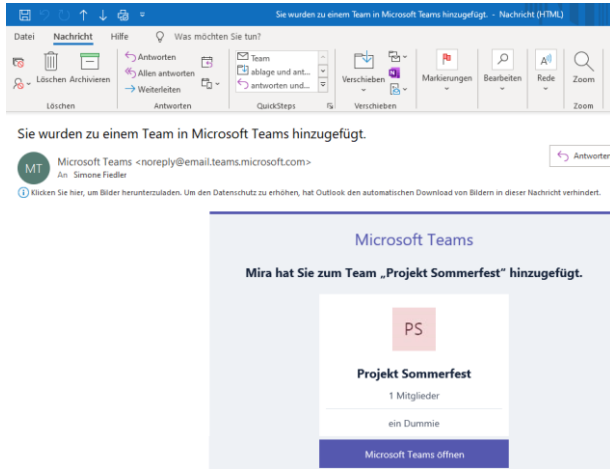 Sie wurden zu einem Team in Microsoft Teams hinzugefügt. - Nachricht (HTML)
Datei Nachricht Hilfe Was möchten Sie tun?
Löschen Archivieren
Löschen
Antworten
Allen antworten
Weiterleiten
Antworten
Team
ablage und ant...
antworten und...
QuickSteps
Verschieben
Verschieben
Markierungen
Bearbeiten
Rede
Zoom
Zoom
Sie wurden zu einem Team in Microsoft Teams hinzugefügt.
MT
Microsoft Teams <noreply@email.teams.microsoft.com>
An Simone Fiedler
Antworten
Klicken Sie hier, um Bilder herunterzuladen. Um den Datenschutz zu erhöhen, hat Outlook den automatischen Download von Bildern in dieser Nachricht verhindert.
Microsoft Teams
Mira hat Sie zum Team „Projekt Sommerfest“ hinzugefügt.
PS
Projekt Sommerfest
1 Mitglieder
ein Dummie
Microsoft Teams öffnen